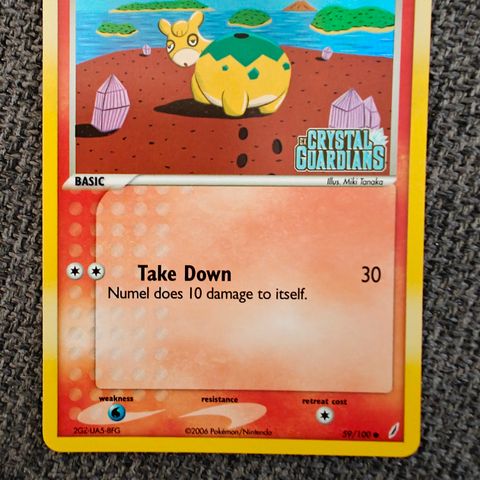 EX CRYSTAL
GUARDIANS
BASIC
Illus. Miki Tanaka
Take Down 30
Numel does 10 damage to itself.
weakness resistance retreat cost
2GZ-UA5-8FG
©2006 Pokémon/Nintendo
59/100